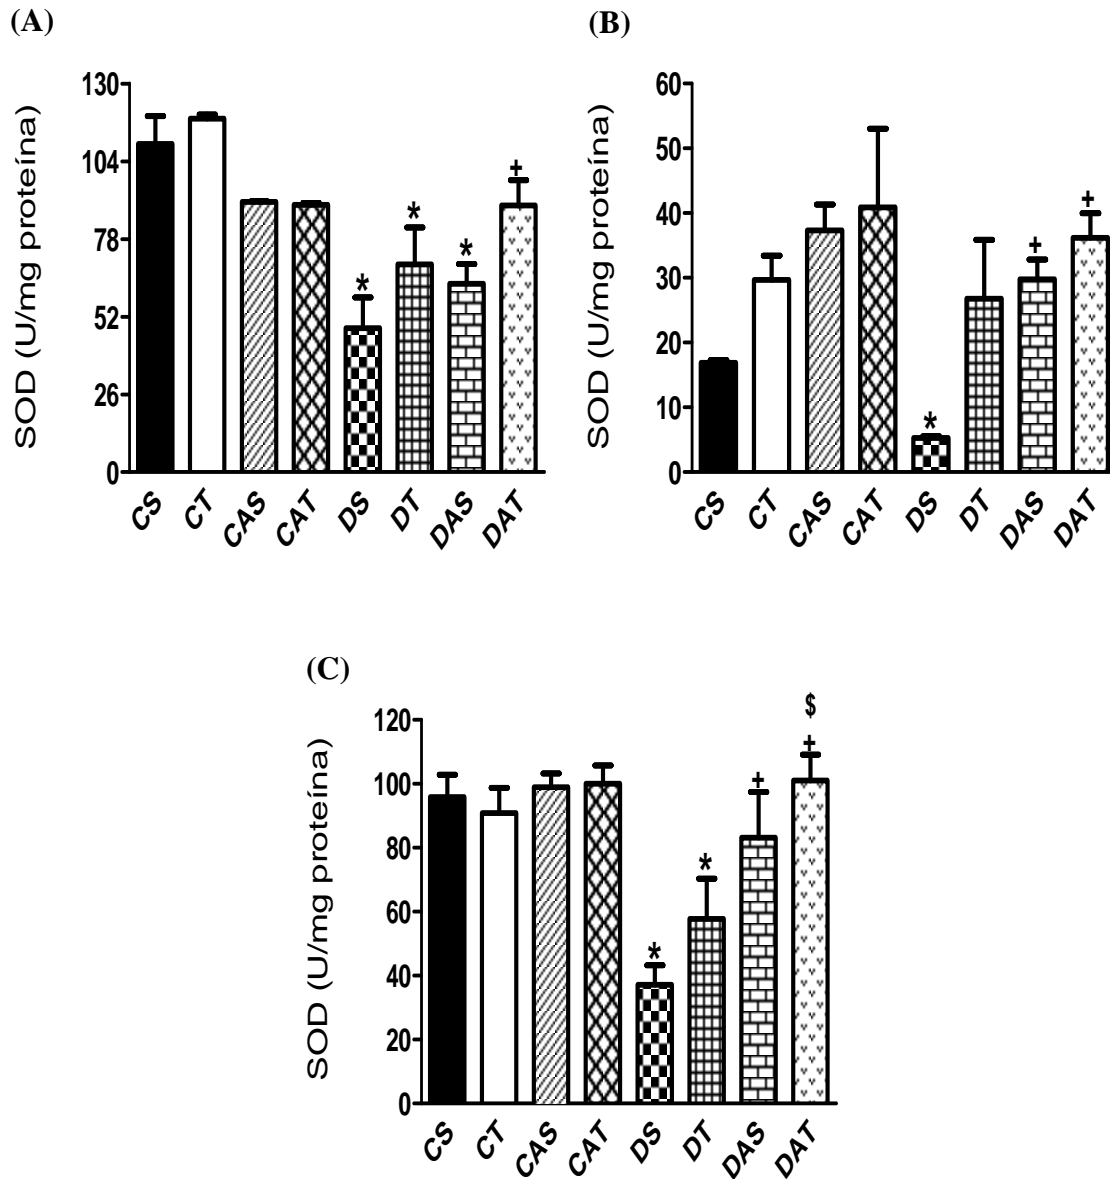 (A)
SOD (U/mg proteína)
130
104
78
52
26
0
* * * +
CS CT CAS CAT DS DT DAS DAT
(B)
SOD (U/mg proteína)
60
50
40
30
20
10
0
* + +
CS CT CAS CAT DS DT DAS DAT
(C)
SOD (U/mg proteína)
120
100
80
60
40
20
0
$
* * + +
CS CT CAS CAT DS DT DAS DAT